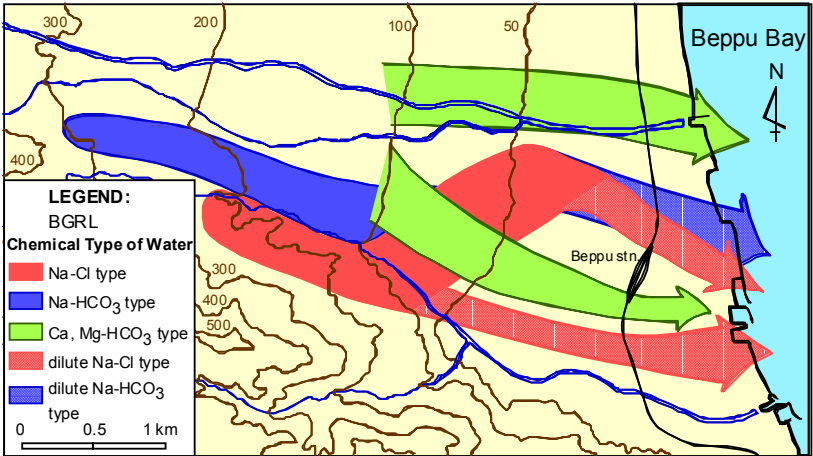 300
200
100
50
Beppu Bay
N
400
LEGEND:
BGRL
Chemical Type of Water
Na-Cl type
Na-HCO3 type
Ca, Mg-HCO3 type
dilute Na-Cl type
dilute Na-HCO3
type
0 0.5 1 km
300
400
500
Beppu stn.